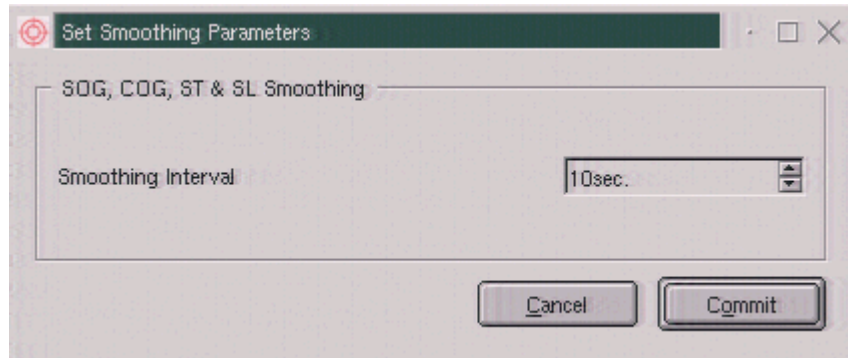 Set Smoothing Parameters
SOG, COG, ST & SL Smoothing
Smoothing Interval
10sec.
Cancel
Commit